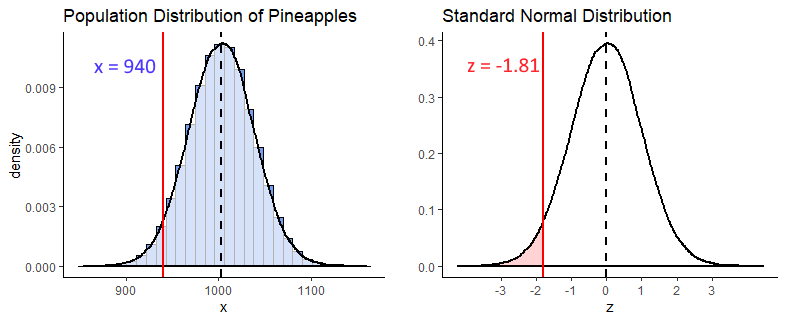 Population Distribution of Pineapples
x = 940
density
0.009
0.006
0.003
0.000
900
1000
1100
x
Standard Normal Distribution
z = -1.81
0.4
0.3
0.2
0.1
0.0
-3
-2
-1
0
1
2
3
z